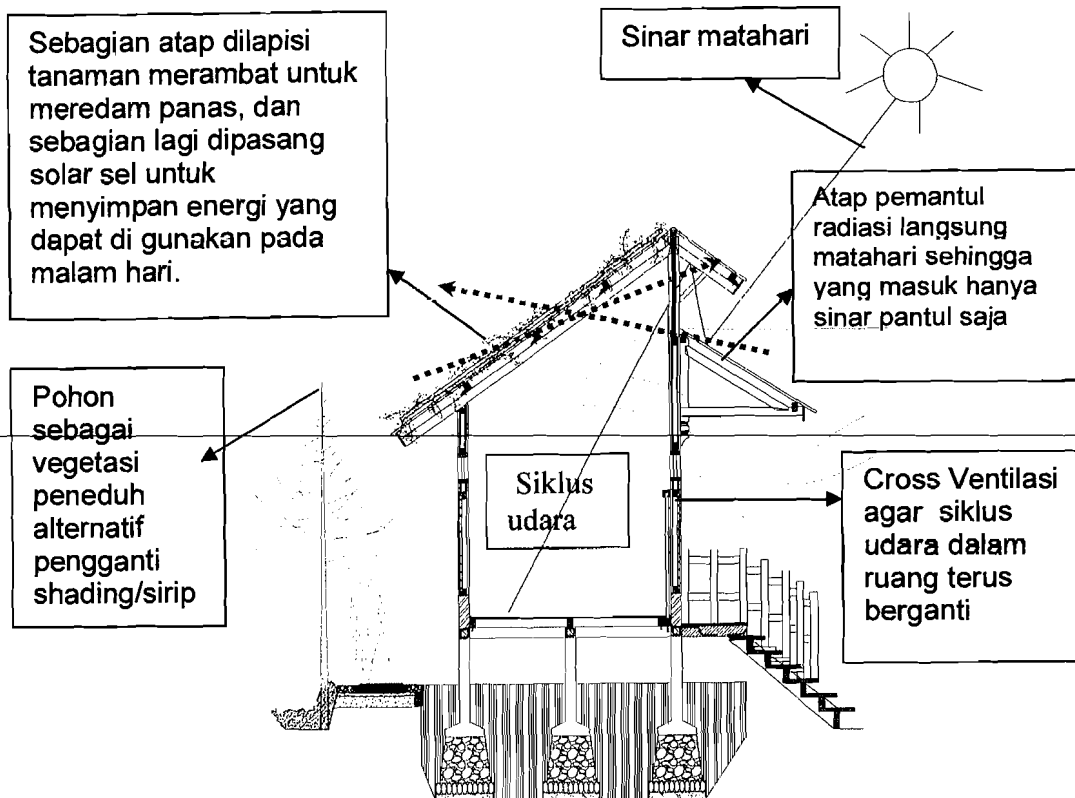 Sebagian atap dilapisi
tanaman merambat untuk
meredam panas, dan
sebagian lagi dipasang
solar sel untuk
menyimpan energi yang
dapat di gunakan pada
malam hari.
Sinar matahari
Atap pemantul
radiasi langsung
matahari sehingga
yang masuk hanya
sinar pantul saja
Pohon
sebagai
vegetasi
peneduh
alternatif
pengganti
shading/sirip
Siklus
udara
Cross Ventilasi
agar siklus
udara dalam
ruang terus
berganti